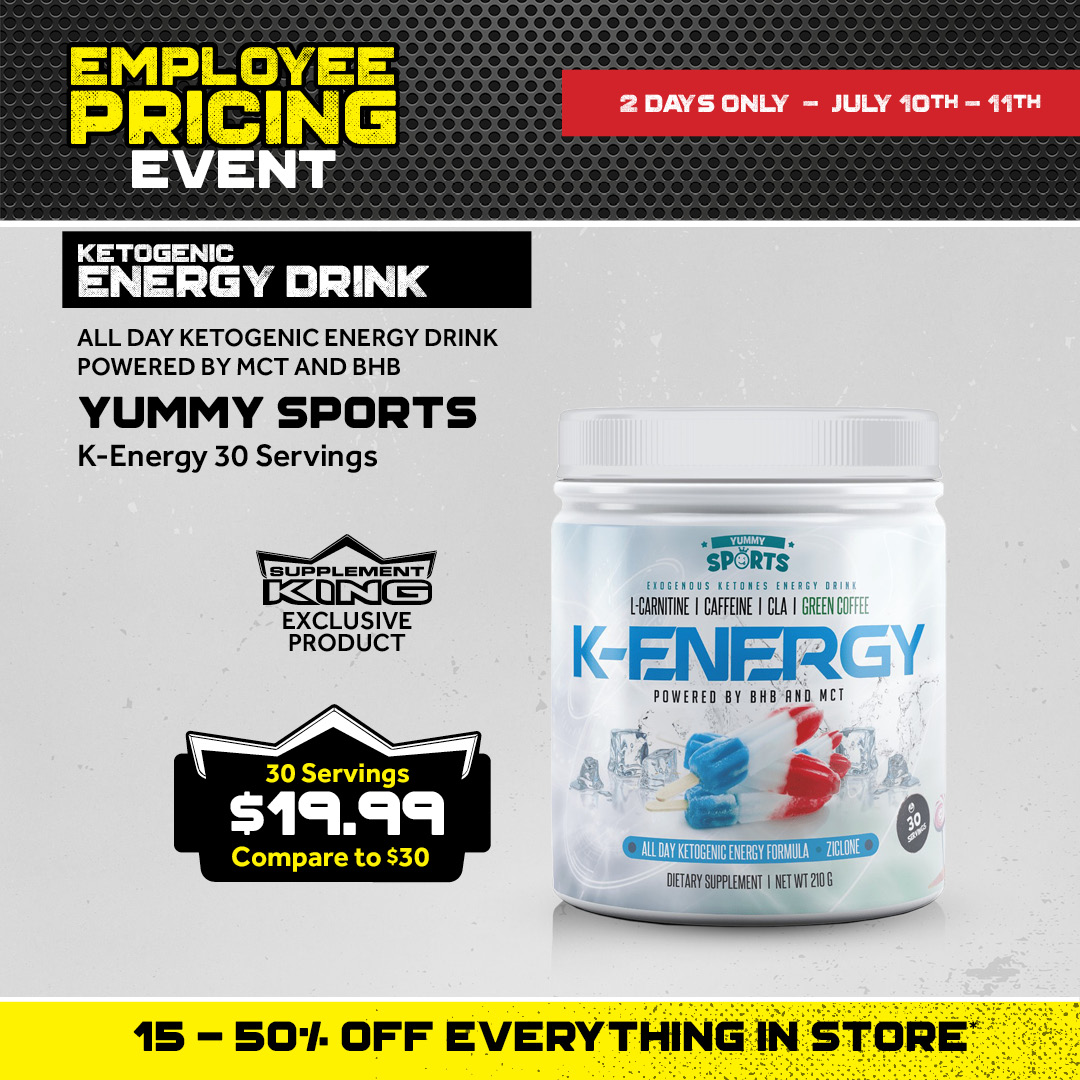 EMPLOYEE
PRICING
EVENT
2 DAYS ONLY – JULY 10TH – 11TH
KETOGENIC
ENERGY DRINK
ALL DAY KETOGENIC ENERGY DRINK
POWERED BY MCT AND BHB
YUMMY SPORTS
K-Energy 30 Servings
SUPPLEMENT
KING
EXCLUSIVE
PRODUCT
30 Servings
$19.99
Compare to $30
YUMMY
SPORTS
EXOGENOUS KETONES ENERGY DRINK
L-CARNITINE | CAFFEINE | CLA | GREEN COFFEE
K-ENERGY
POWERED BY BHB AND MCT
30
SERVINGS
ALL DAY KETOGENIC ENERGY FORMULA • ZICLONE
DIETARY SUPPLEMENT | NET WT 210 G
15 – 50% OFF EVERYTHING IN STORE*